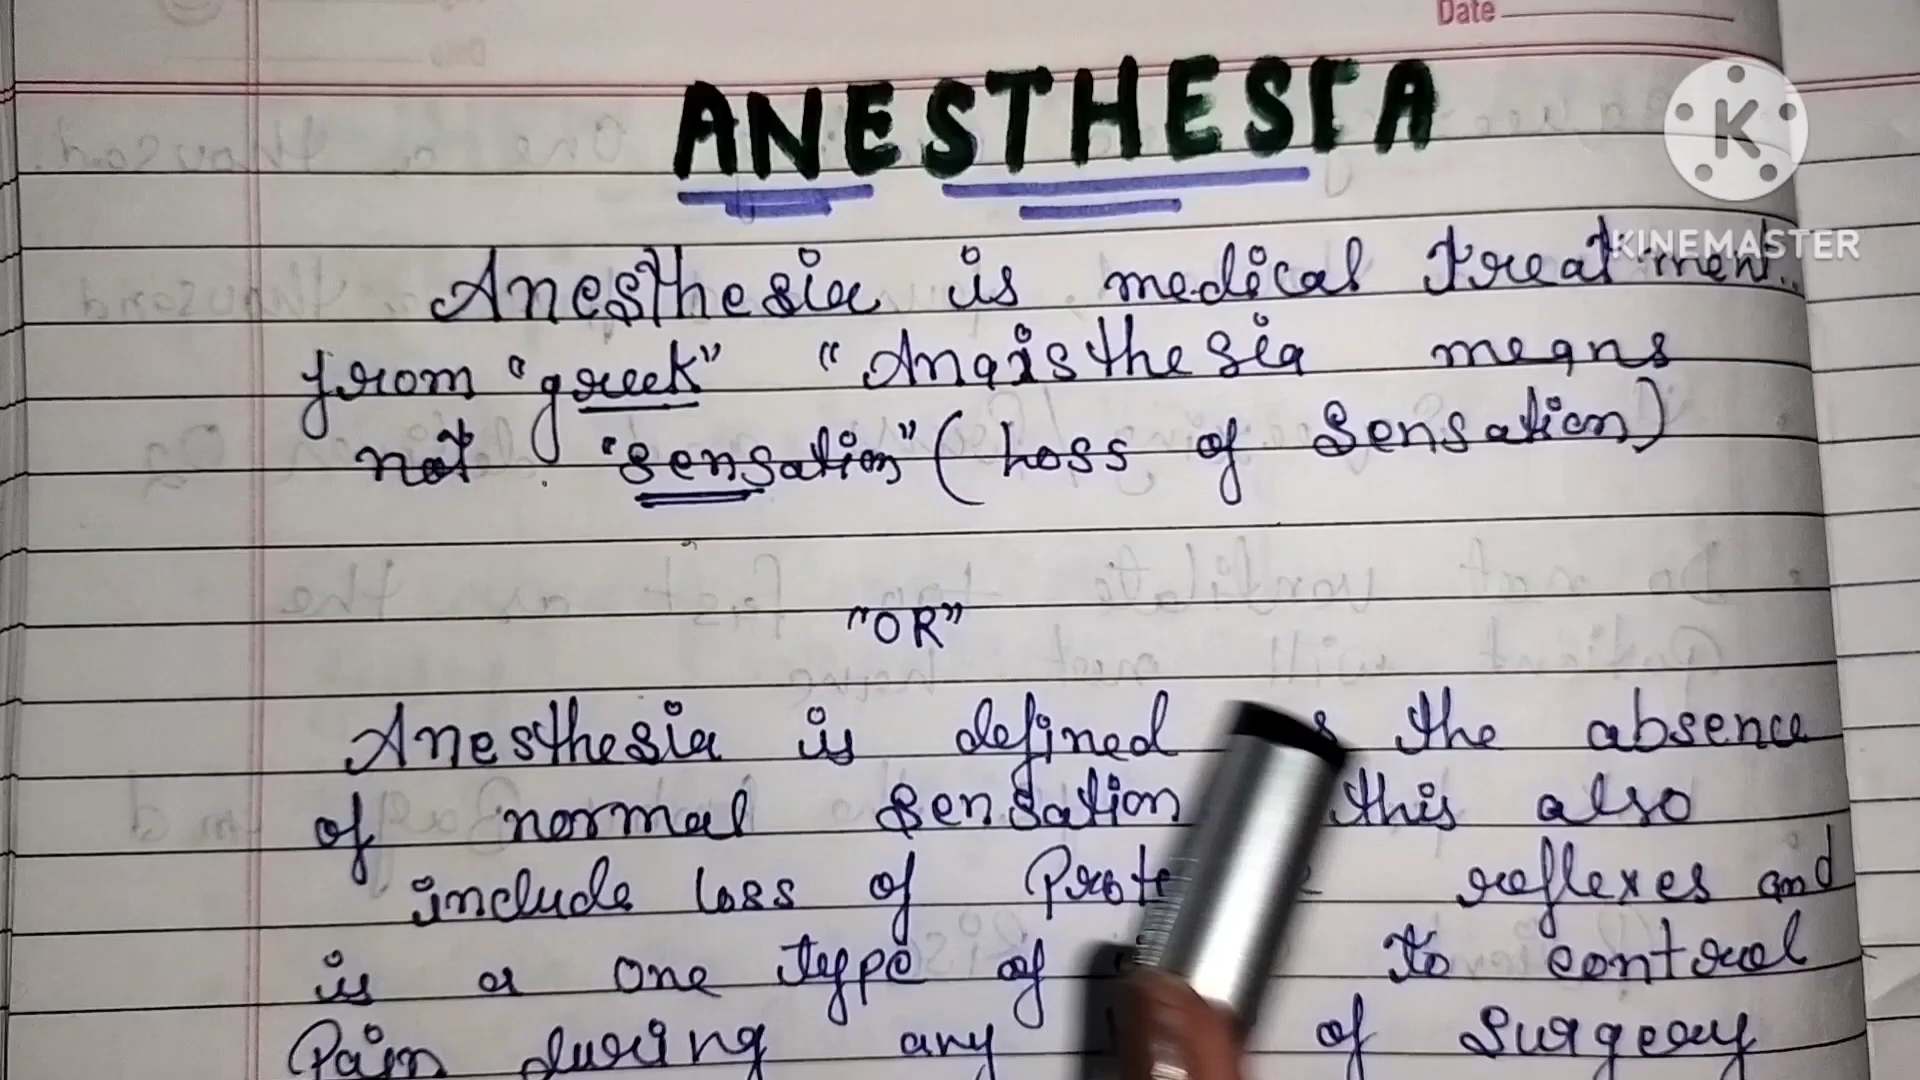 Date
ANESTHESIA
K
KINEMASTER
Anesthesia is medical treatment
from "greek" "Anaisthesia means
not "sensation" (Loss of Sensation)
"OR"
Anesthesia is defined the absence
of normal sensation this also
include loss of reflexes and
is a one type of to control
Pain during any of Surgery